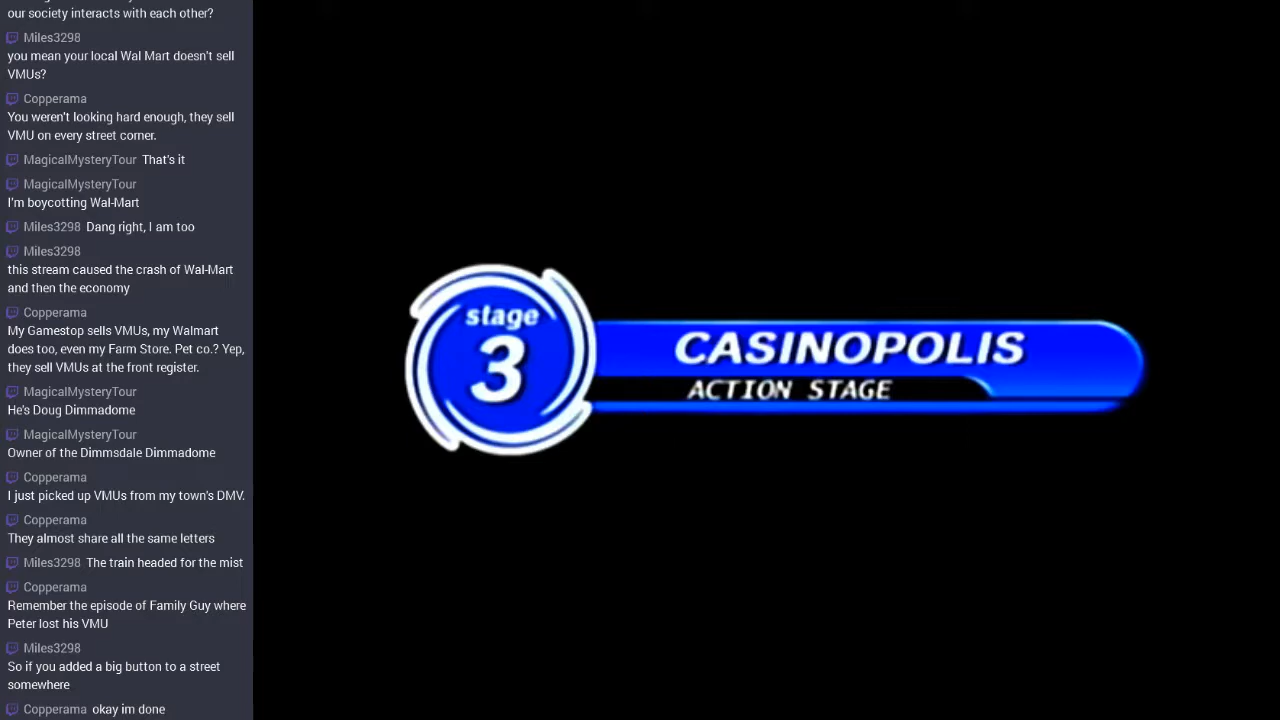 our society interacts with each other?
Miles3298
you mean your local Wal Mart doesn't sell
VMUs?
Copperama
You weren't looking hard enough, they sell
VMU on every street corner.
MagicalMysteryTour That's it
MagicalMysteryTour
I'm boycotting Wal-Mart
Miles3298 Dang right, I am too
Miles3298
this stream caused the crash of Wal-Mart
and then the economy
Copperama
My Gamestop sells VMUs, my Walmart
does too, even my Farm Store. Pet co.? Yep,
they sell VMUs at the front register.
MagicalMysteryTour
He's Doug Dimmadome
MagicalMysteryTour
Owner of the Dimmsdale Dimmadome
Copperama
I just picked up VMUs from my town's DMV.
Copperama
They almost share all the same letters
Miles3298 The train headed for the mist
Copperama
Remember the episode of Family Guy where
Peter lost his VMU
Miles3298
So if you added a big button to a street
somewhere
Copperama okay im done
stage
3
CASINOPOLIS
ACTION STAGE